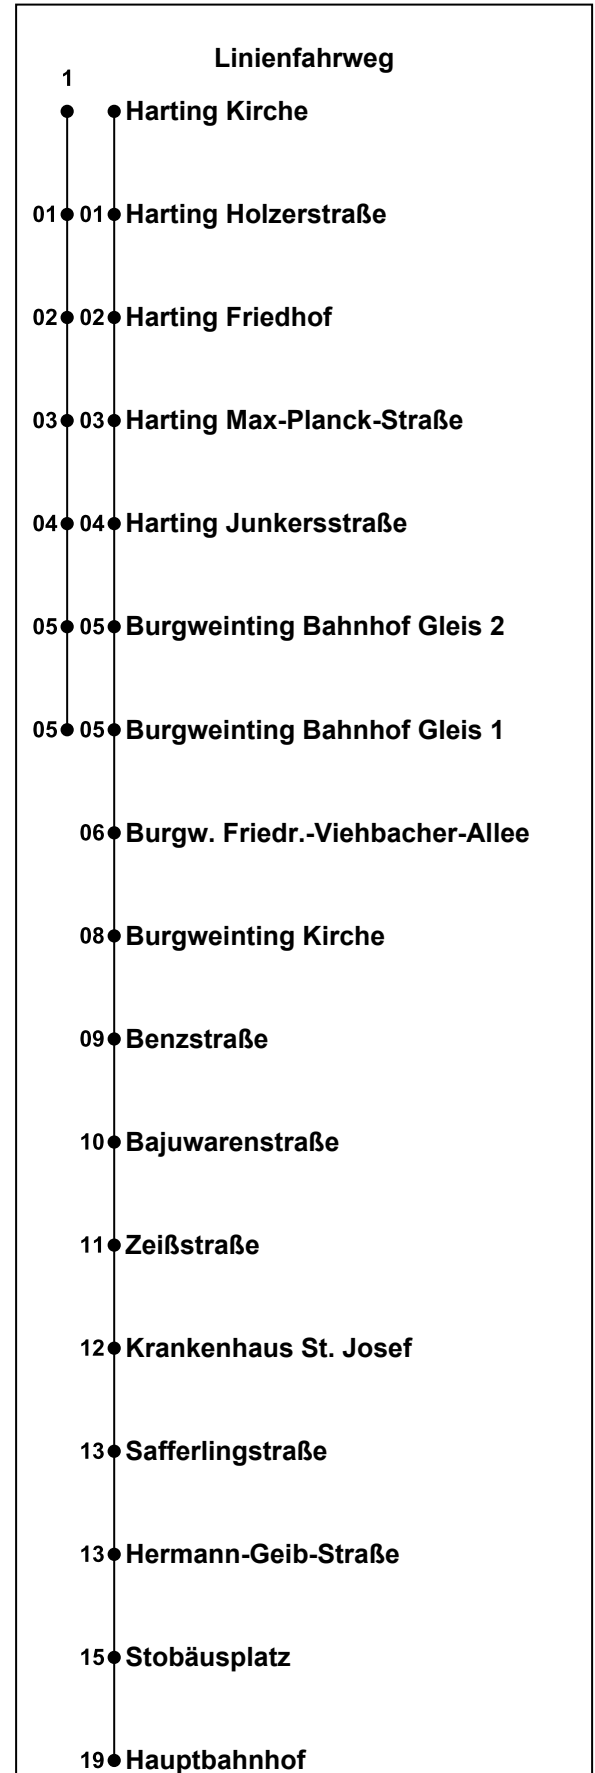 Linienfahrweg
1
Harting Kirche
01 01 Harting Holzerstraße
02 02 Harting Friedhof
03 03 Harting Max-Planck-Straße
04 04 Harting Junkersstraße
05 05 Burgweinting Bahnhof Gleis 2
05 05 Burgweinting Bahnhof Gleis 1
06 Burgw. Friedr.-Viehbacher-Allee
08 Burgweinting Kirche
09 Benzstraße
10 Bajuwarenstraße
11 Zeißstraße
12 Krankenhaus St. Josef
13 Safferlingstraße
13 Hermann-Geib-Straße
15 Stobäusplatz
19 Hauptbahnhof